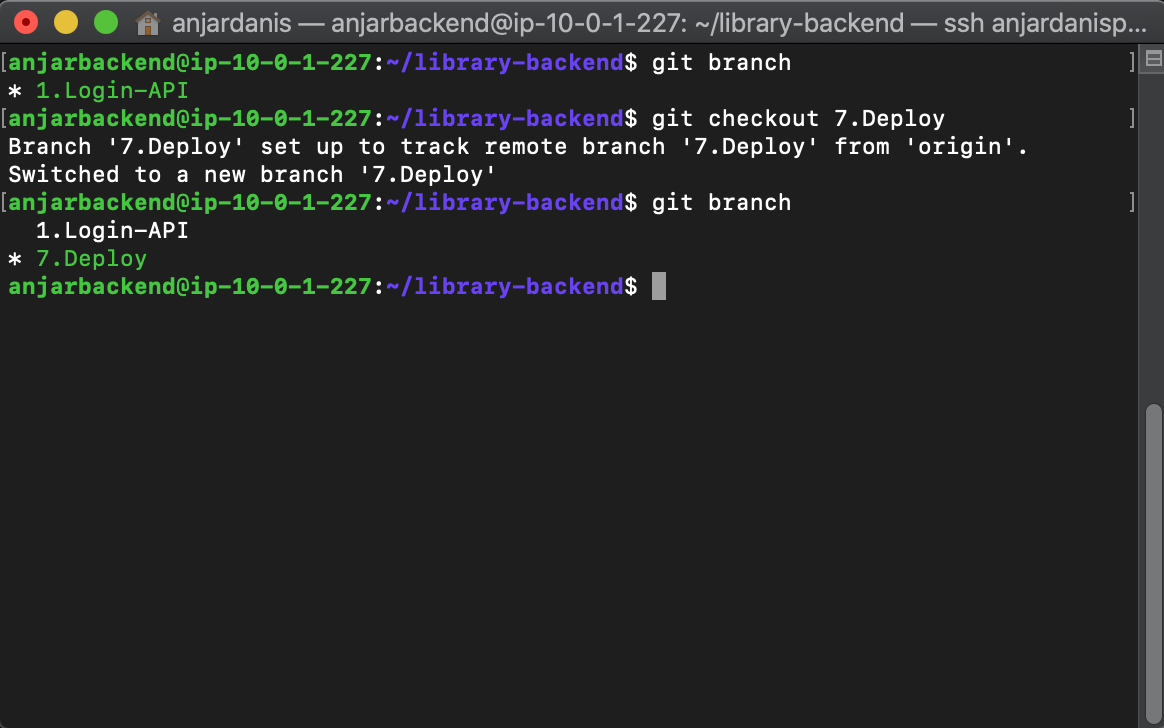 anjardanis — anjarbackend@ip-10-0-1-227: ~/library-backend — ssh anjardanisp...
[anjarbackend@ip-10-0-1-227:~/library-backend$ git branch ]
* 1.Login-API
[anjarbackend@ip-10-0-1-227:~/library-backend$ git checkout 7.Deploy ]
Branch '7.Deploy' set up to track remote branch '7.Deploy' from 'origin'.
Switched to a new branch '7.Deploy'
[anjarbackend@ip-10-0-1-227:~/library-backend$ git branch ]
  1.Login-API
* 7.Deploy
anjarbackend@ip-10-0-1-227:~/library-backend$